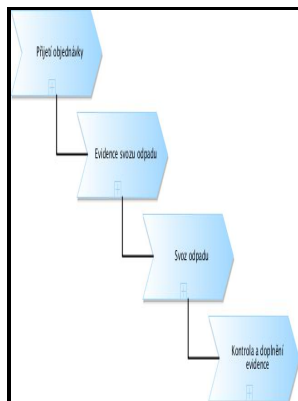 Přijetí objednávky
Evidence svozu odpadu
Svoz odpadu
Kontrola a doplnění
evidence